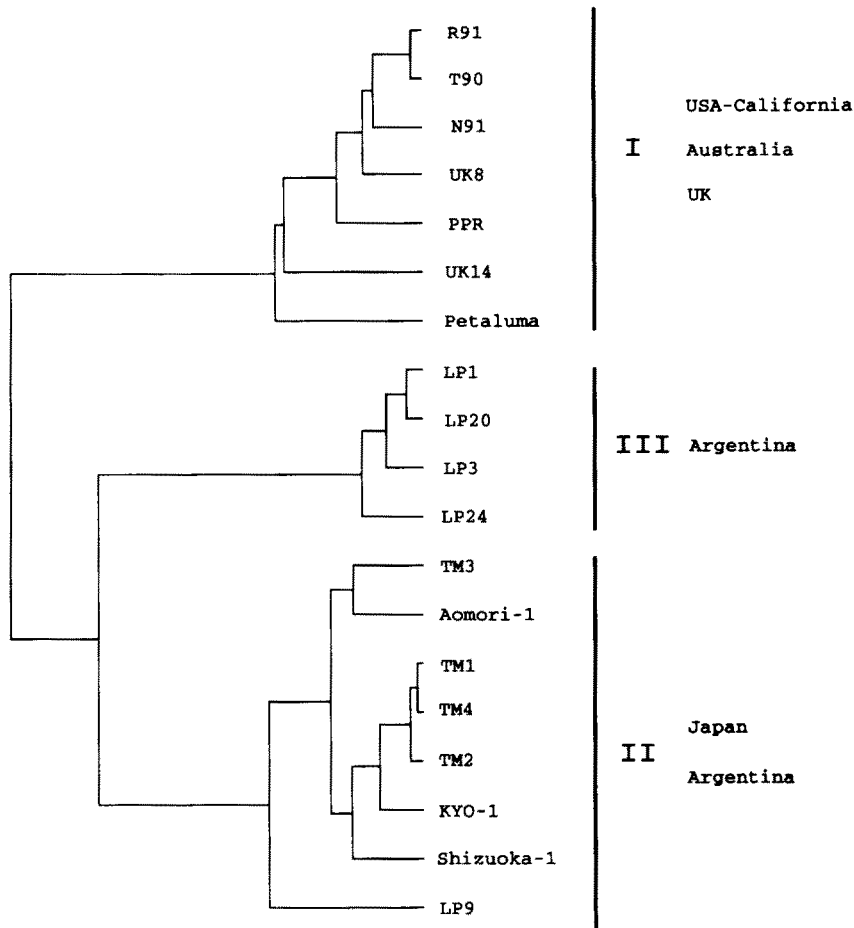 R91
T90
N91
UK8
PPR
UK14
Petaluma
I
USA-California
Australia
UK
LP1
LP20
LP3
LP24
III
Argentina
TM3
Aomori-1
TM1
TM4
TM2
KYO-1
Shizuoka-1
LP9
II
Japan
Argentina